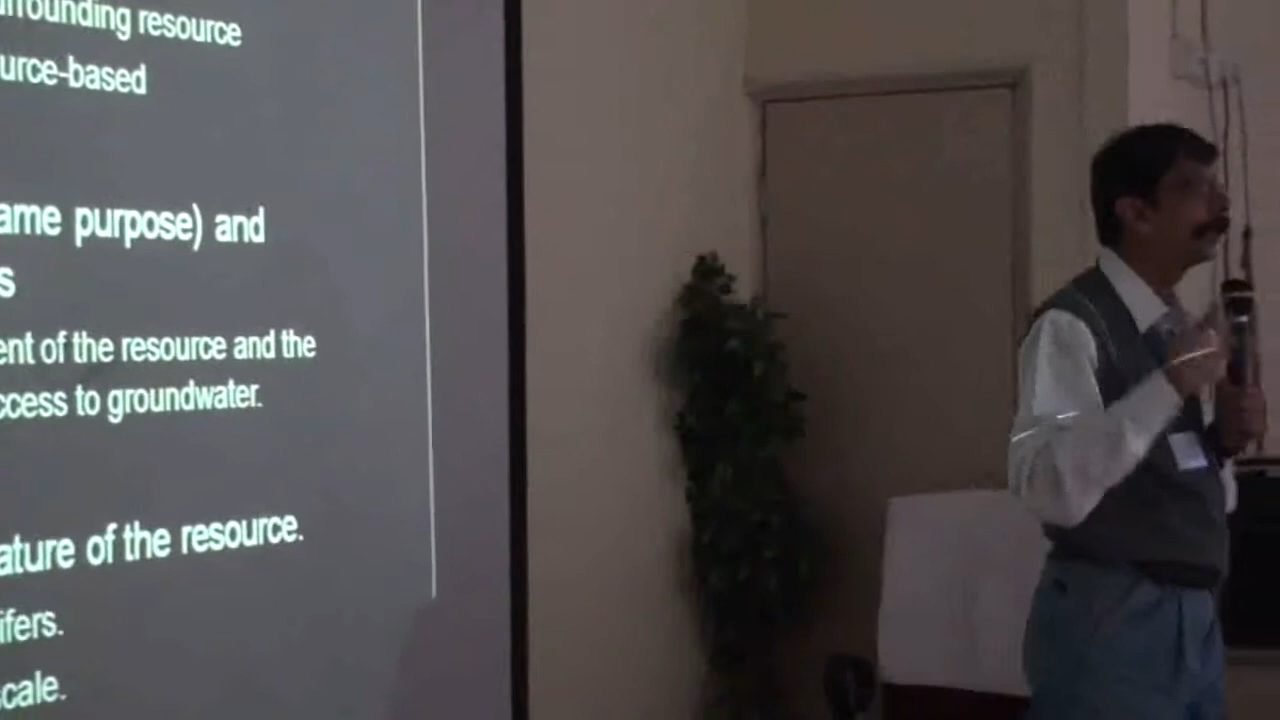 rrounding resource
urce-based
ame purpose) and
s
ent of the resource and the
ccess to groundwater.
ature of the resource.
ifers.
cale.